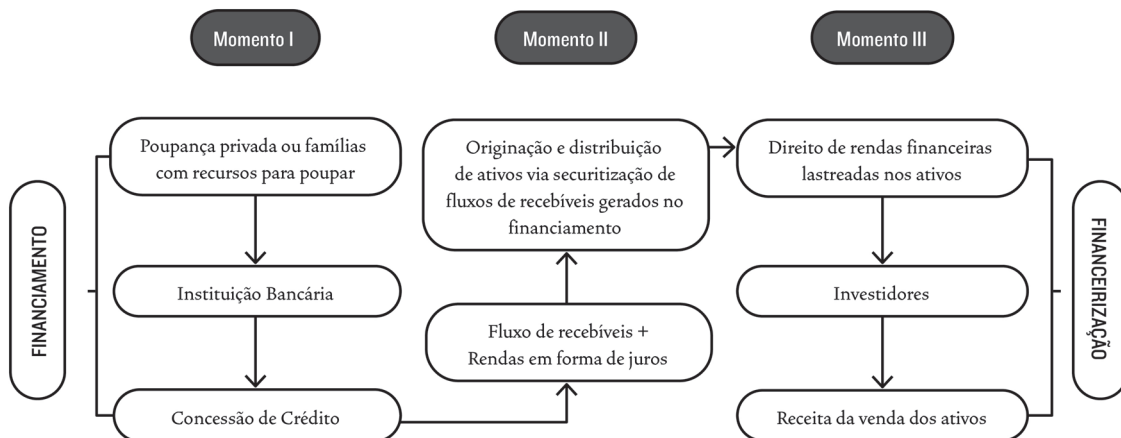 Momento I
Momento II
Momento III
FINANCIAMENTO
Poupança privada ou famílias
com recursos para poupar
Instituição Bancária
Concessão de Crédito
Originação e distribuição
de ativos via securitização de
fluxos de recebíveis gerados no
financiamento
Fluxo de recebíveis +
Rendas em forma de juros
Direito de rendas financeiras
lastreadas nos ativos
Investidores
Receita da venda dos ativos
FINANCEIRIZAÇÃO